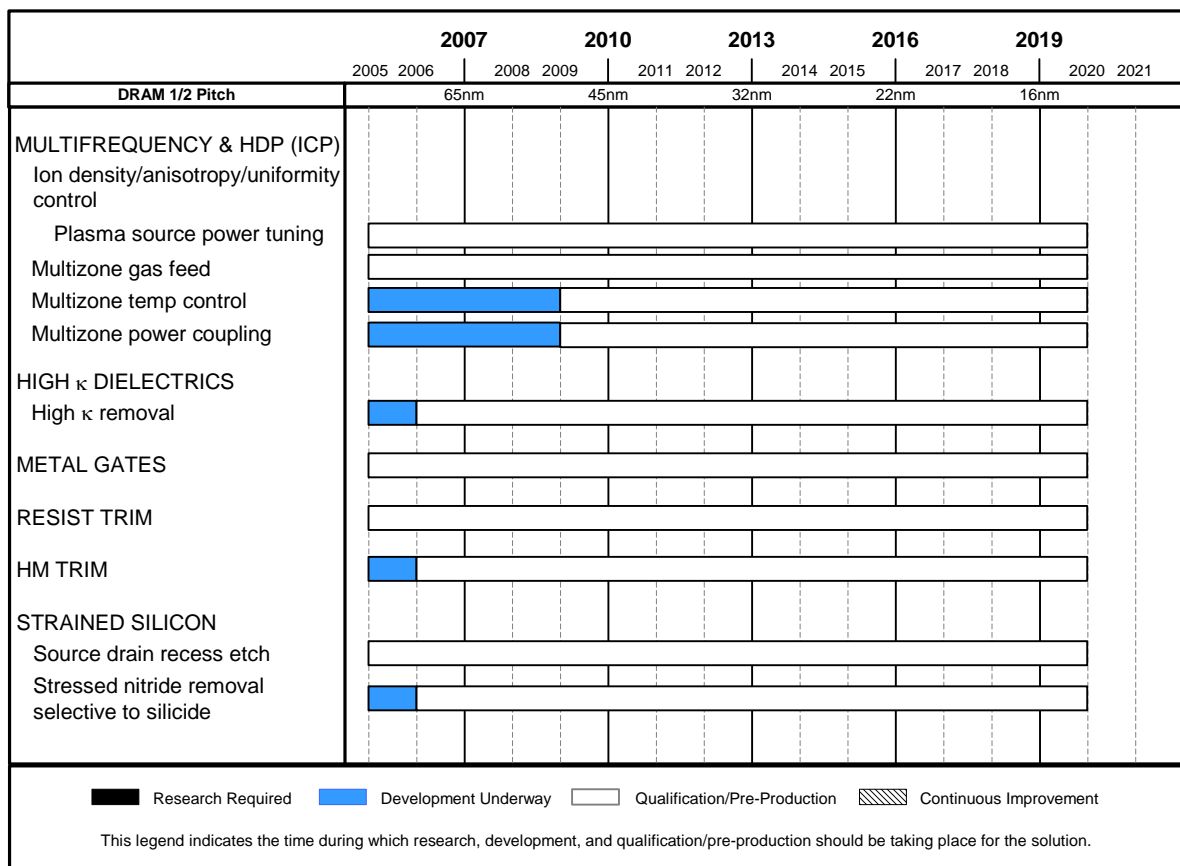 2007 2010 2013 2016 2019
2005 2006 2008 2009 2011 2012 2014 2015 2017 2018 2020 2021
DRAM 1/2 Pitch 65nm 45nm 32nm 22nm 16nm
MULTIFREQUENCY & HDP (ICP)
Ion density/anisotropy/uniformity
control
Plasma source power tuning
Multizone gas feed
Multizone temp control
Multizone power coupling
HIGH κ DIELECTRICS
High κ removal
METAL GATES
RESIST TRIM
HM TRIM
STRAINED SILICON
Source drain recess etch
Stressed nitride removal
selective to silicide
Research Required Development Underway Qualification/Pre-Production Continuous Improvement
This legend indicates the time during which research, development, and qualification/pre-production should be taking place for the solution.